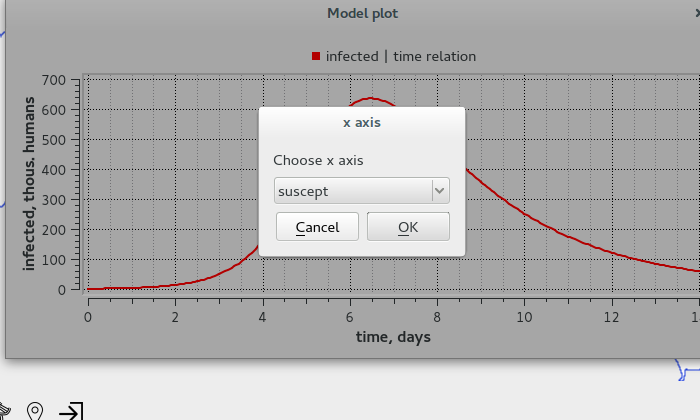 Model plot
infected | time relation
700
600
500
400
300
200
100
0
infected, thous. humans
x axis
Choose x axis
suscept
Cancel
OK
0 2 4 6 8 10 12
time, days